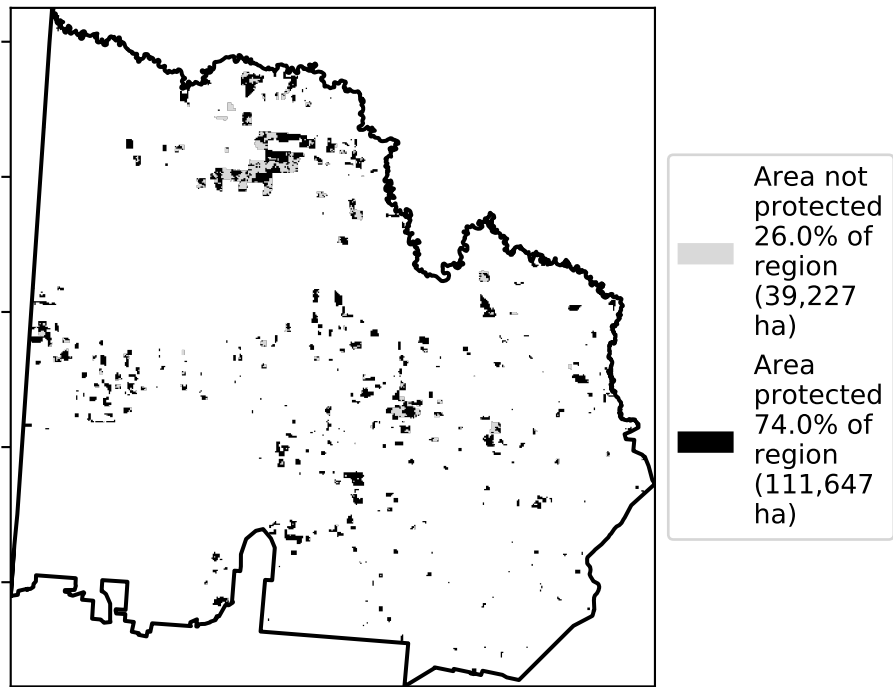 Area not
protected
26.0% of
region
(39,227
ha)
Area
protected
74.0% of
region
(111,647
ha)